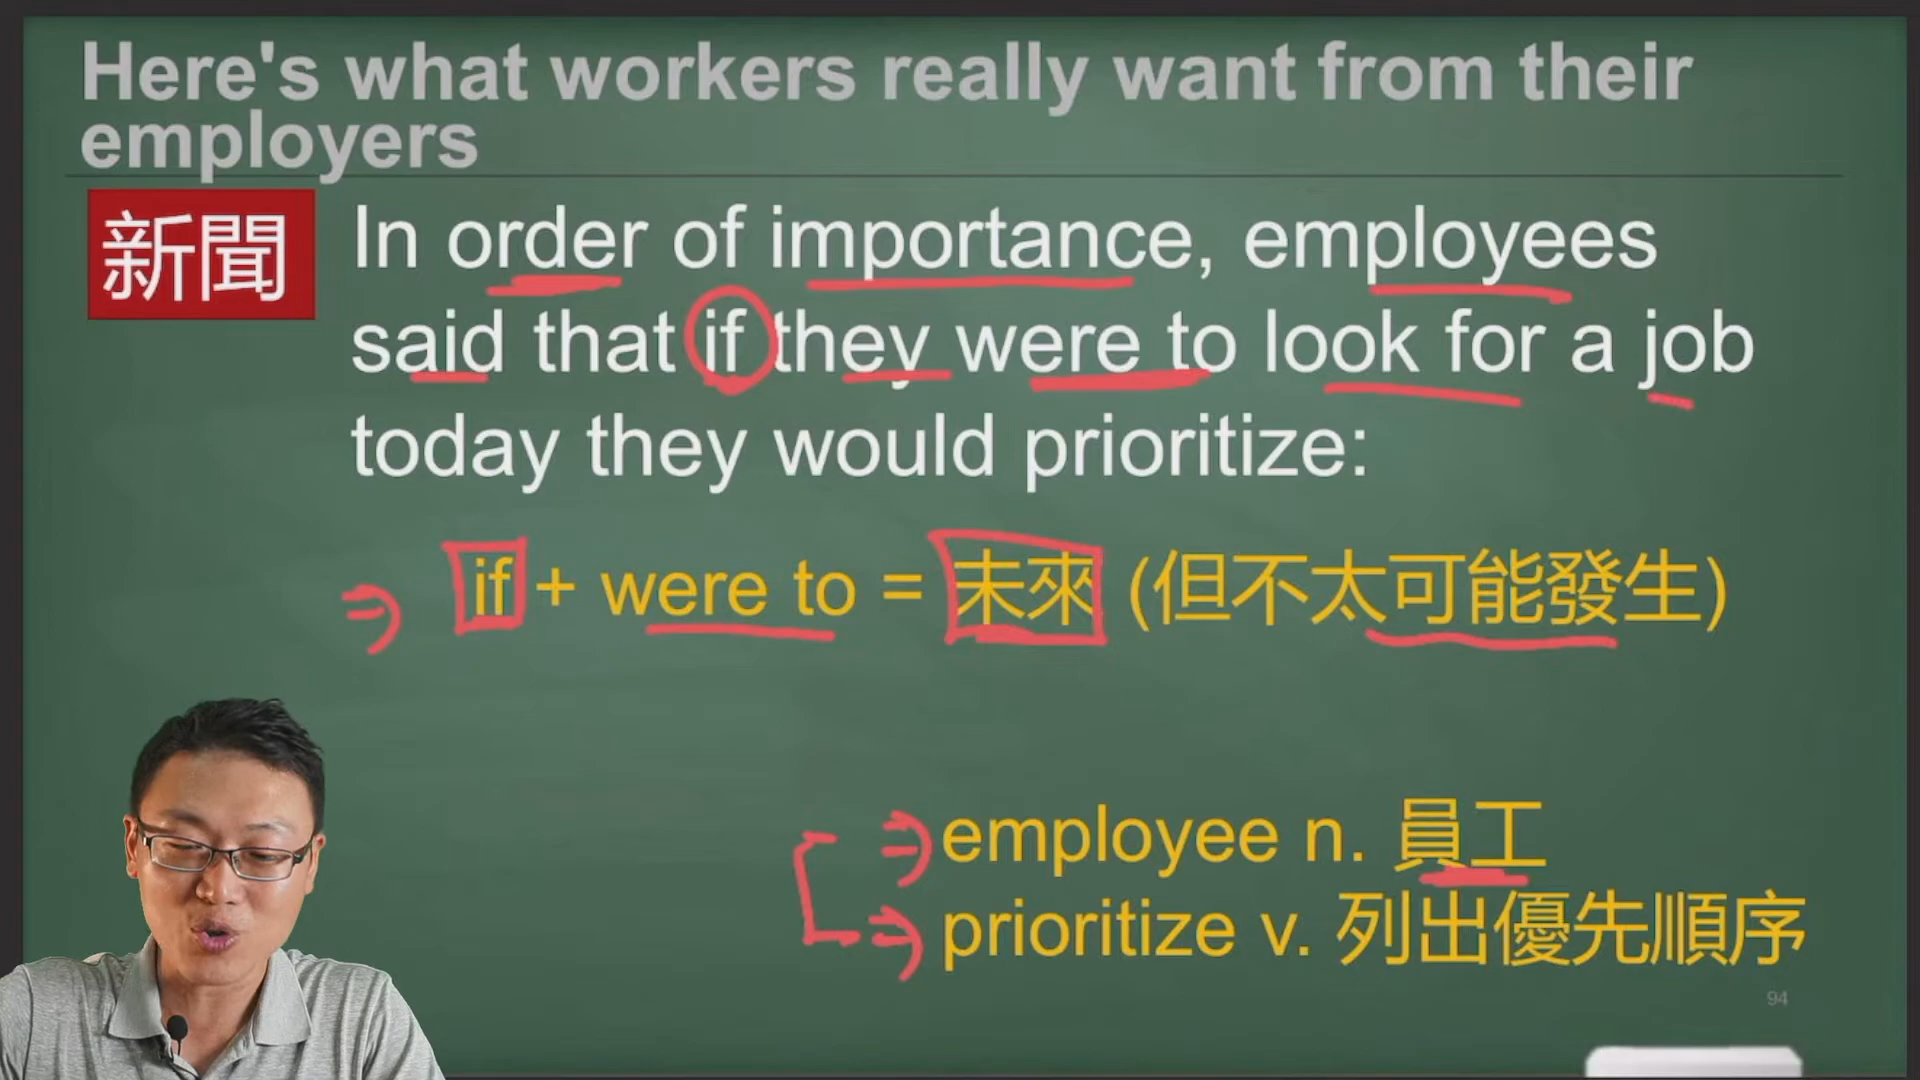 Here's what workers really want from their
employers
新聞
In order of importance, employees
said that if they were to look for a job
today they would prioritize:
if + were to = 未來 (但不太可能發生)
employee n. 員工
prioritize v. 列出優先順序
94